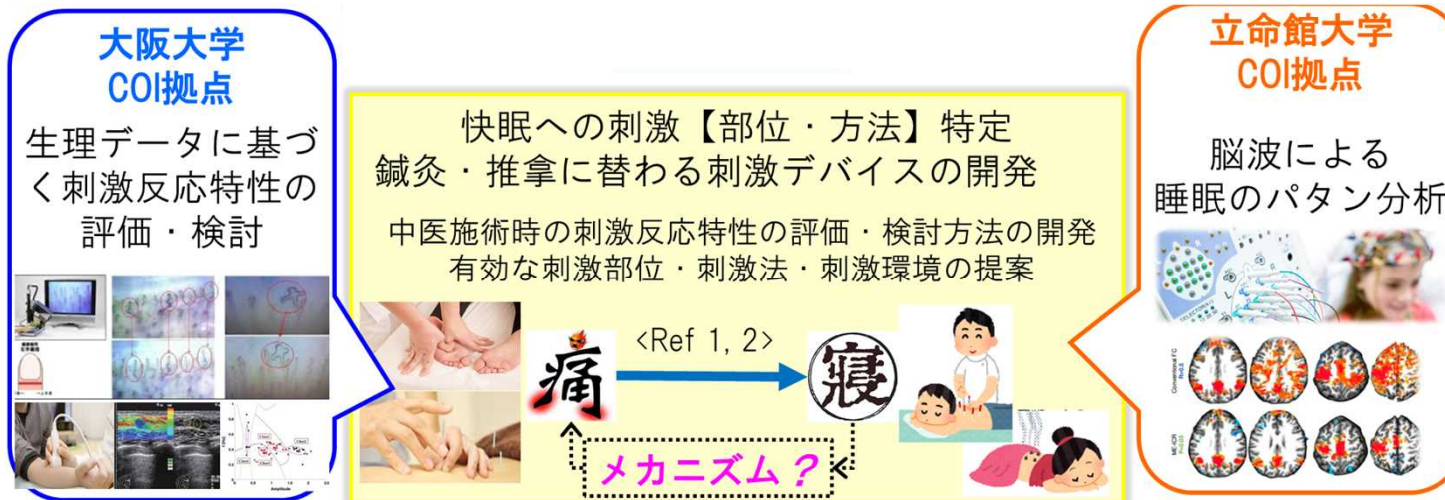 大阪大学
COI拠点
生理データに基づ
く刺激反応特性の
評価・検討
快眠への刺激【部位・方法】特定
鍼灸・推拿に替わる刺激デバイスの開発
中医施術時の刺激反応特性の評価・検討方法の開発
有効な刺激部位・刺激法・刺激環境の提案
痛
<Ref 1, 2>
寝
メカニズム?
立命館大学
COI拠点
脳波による
睡眠のパタン分析
Conventional FC
ME-ICR
Amplitude